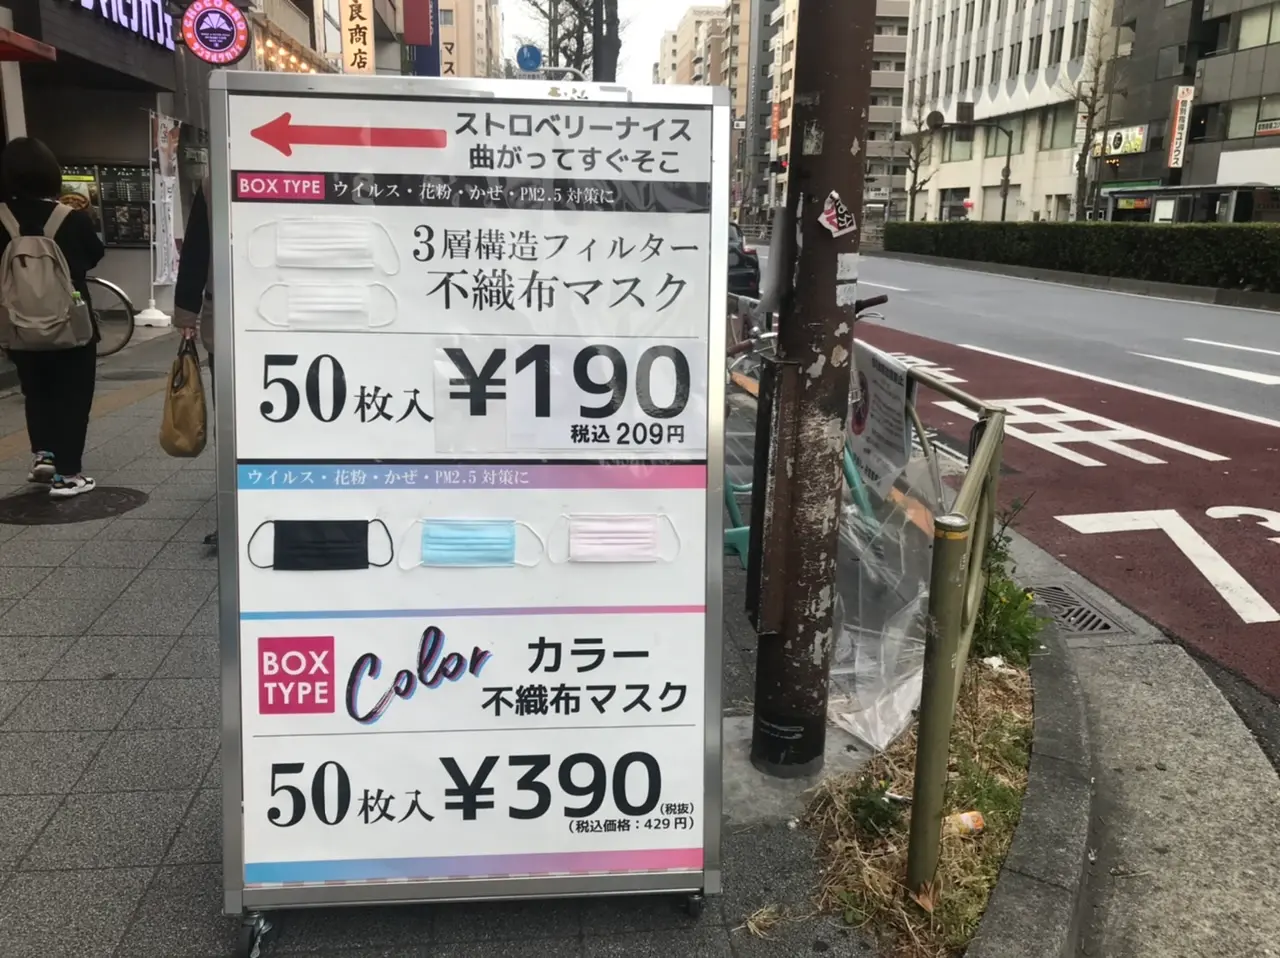 ストロベリーナイス
曲がってすぐそこ
BOX TYPE ウイルス・花粉・かぜ・PM2.5対策に
3層構造フィルター
不織布マスク
50枚入 ¥190
税込 209円
ウイルス・花粉・かぜ・PM2.5対策に
BOX TYPE
Color
カラー
不織布マスク
50枚入 ¥390
(税抜)
(税込価格：429円)
良商店
マス
CHOCO CRO